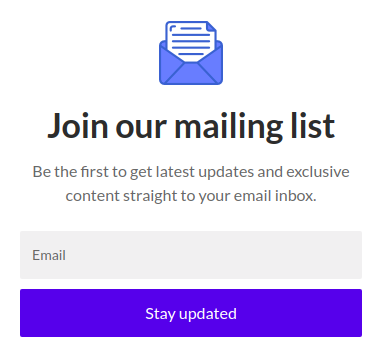 Join our mailing list
Be the first to get latest updates and exclusive
content straight to your email inbox.
Email
Stay updated